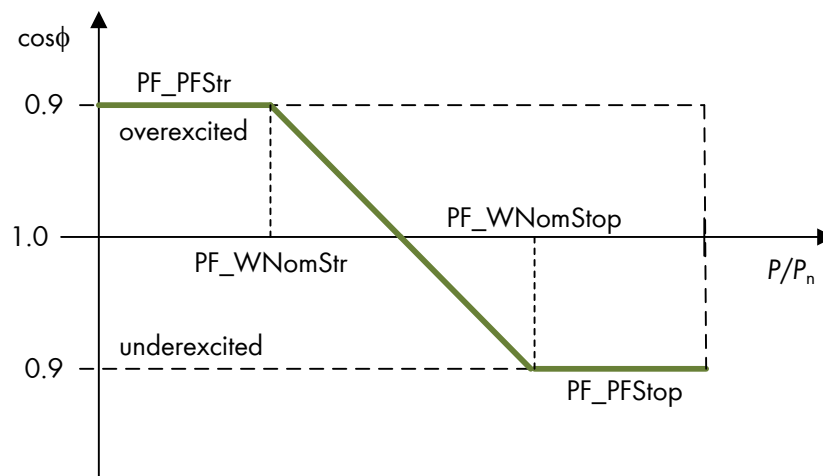 cosϕ
PF_PFStr
0.9
overexcited
PF_WNomStop
1.0
PF_WNomStr
P/Pn
underexcited
0.9
PF_PFStop